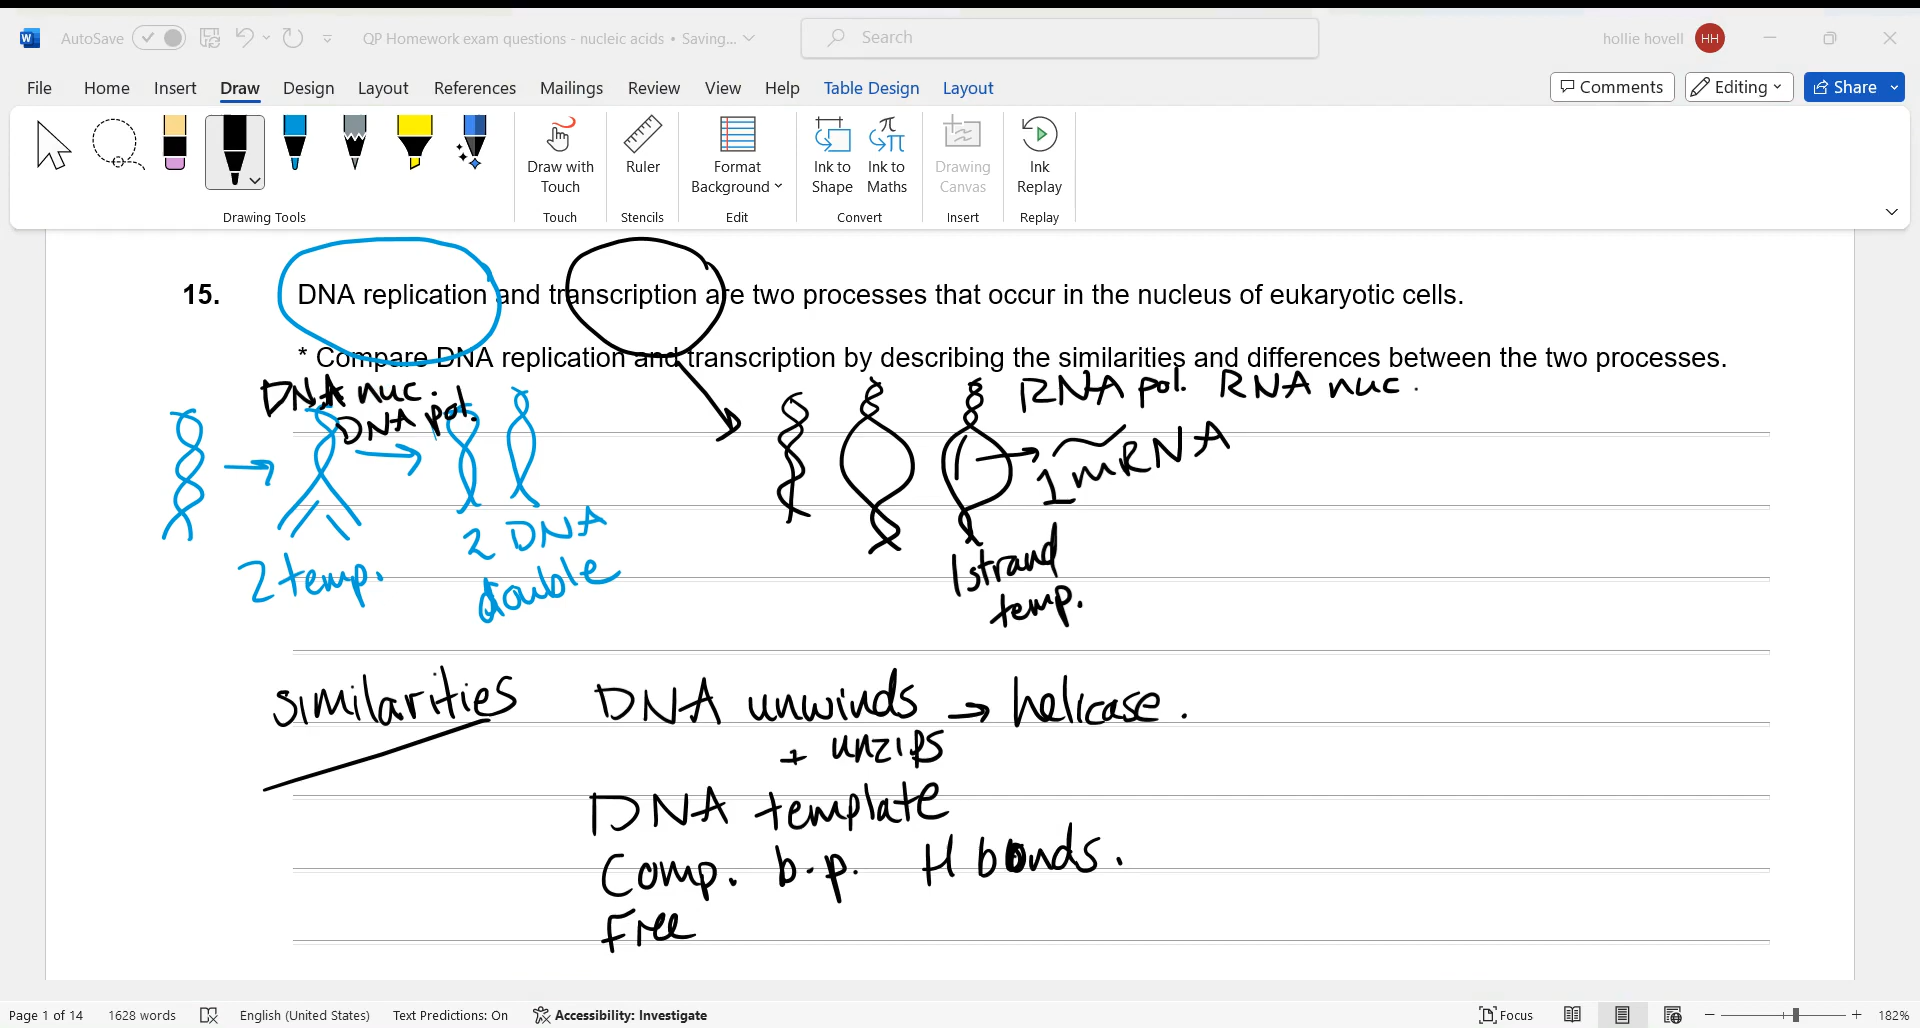 AutoSave
QP Homework exam questions - nucleic acids • Saving...
Search
hollie hovell HH
File Home Insert Draw Design Layout References Mailings Review View Help Table Design Layout
Comments Editing Share
Draw with Touch
Ruler
Format Background
Ink to Shape
Ink to Maths
Drawing Canvas
Ink Replay
Drawing Tools Touch Stencils Edit Convert Insert Replay
15. DNA replication and transcription are two processes that occur in the nucleus of eukaryotic cells.
* Compare DNA replication and transcription by describing the similarities and differences between the two processes.
DNA nuc.
DNA pol.
RNA pol. RNA nuc.
1 mRNA
2 temp.
2 DNA
double
1 strand
temp.
similarities DNA unwinds → helicase.
+ unzips
DNA template
Comp. b.p. H bonds.
Free
Page 1 of 14 1628 words English (United States) Text Predictions: On Accessibility: Investigate Focus 182%